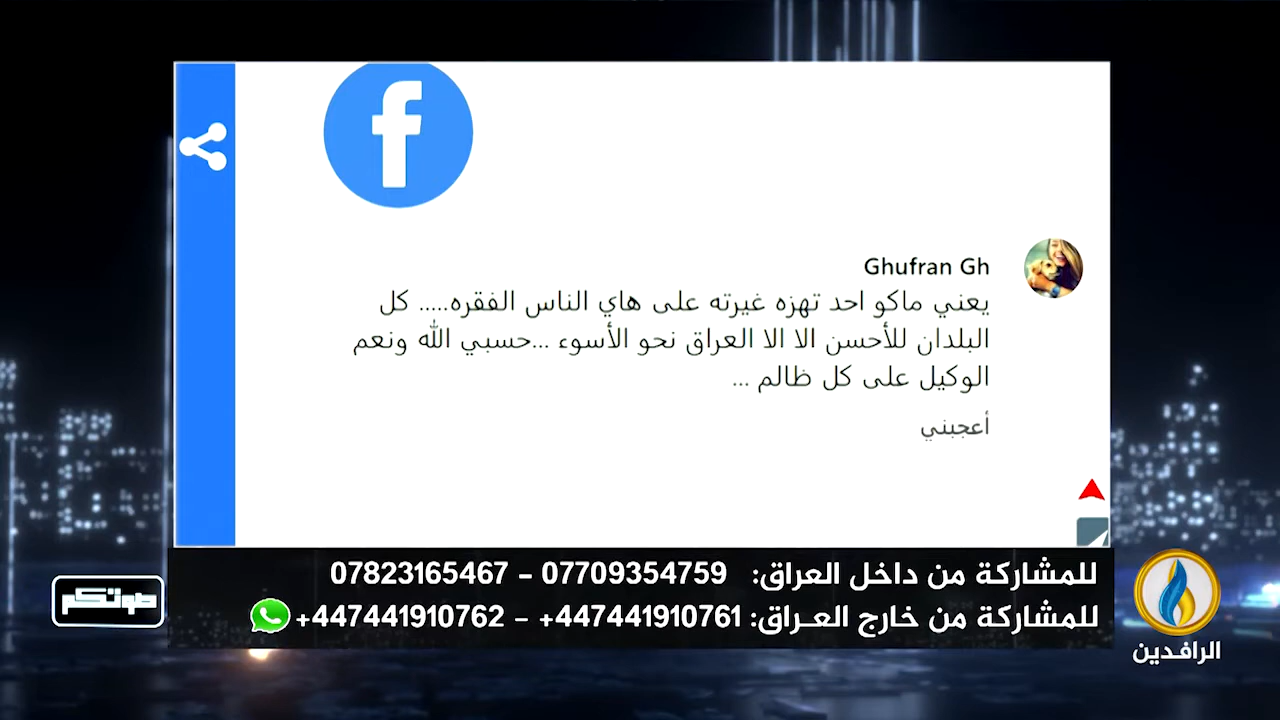 Ghufran Gh
يعني ماكو احد تهزه غيرته على هاي الناس الفقره..... كل
البلدان للأحسن الا الا العراق نحو الأسوء ...حسبي الله ونعم
الوكيل على كل ظالم ...
أعجبني
للمشاركة من داخل العراق: 07709354759 - 07823165467
للمشاركة من خارج العـراق: 447441910761+ - 447441910762+
صوتكم
الرافدين